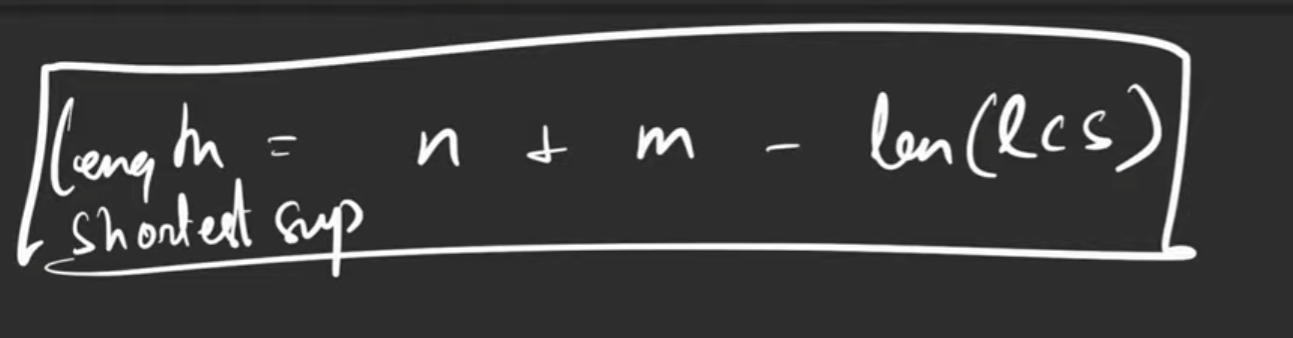 length = n + m - len(lcs)
shortest sup